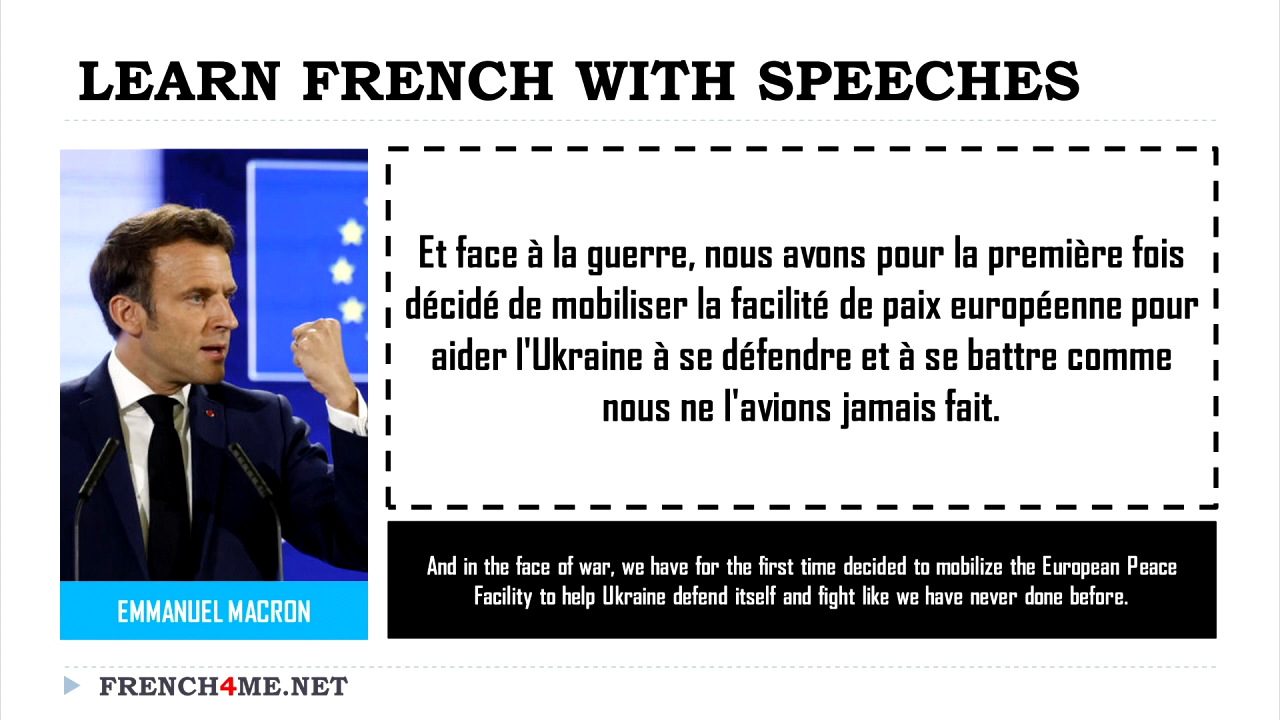 LEARN FRENCH WITH SPEECHES
Et face à la guerre, nous avons pour la première fois
décidé de mobiliser la facilité de paix européenne pour
aider l'Ukraine à se défendre et à se battre comme
nous ne l'avions jamais fait.
And in the face of war, we have for the first time decided to mobilize the European Peace
Facility to help Ukraine defend itself and fight like we have never done before.
EMMANUEL MACRON
FRENCH4ME.NET